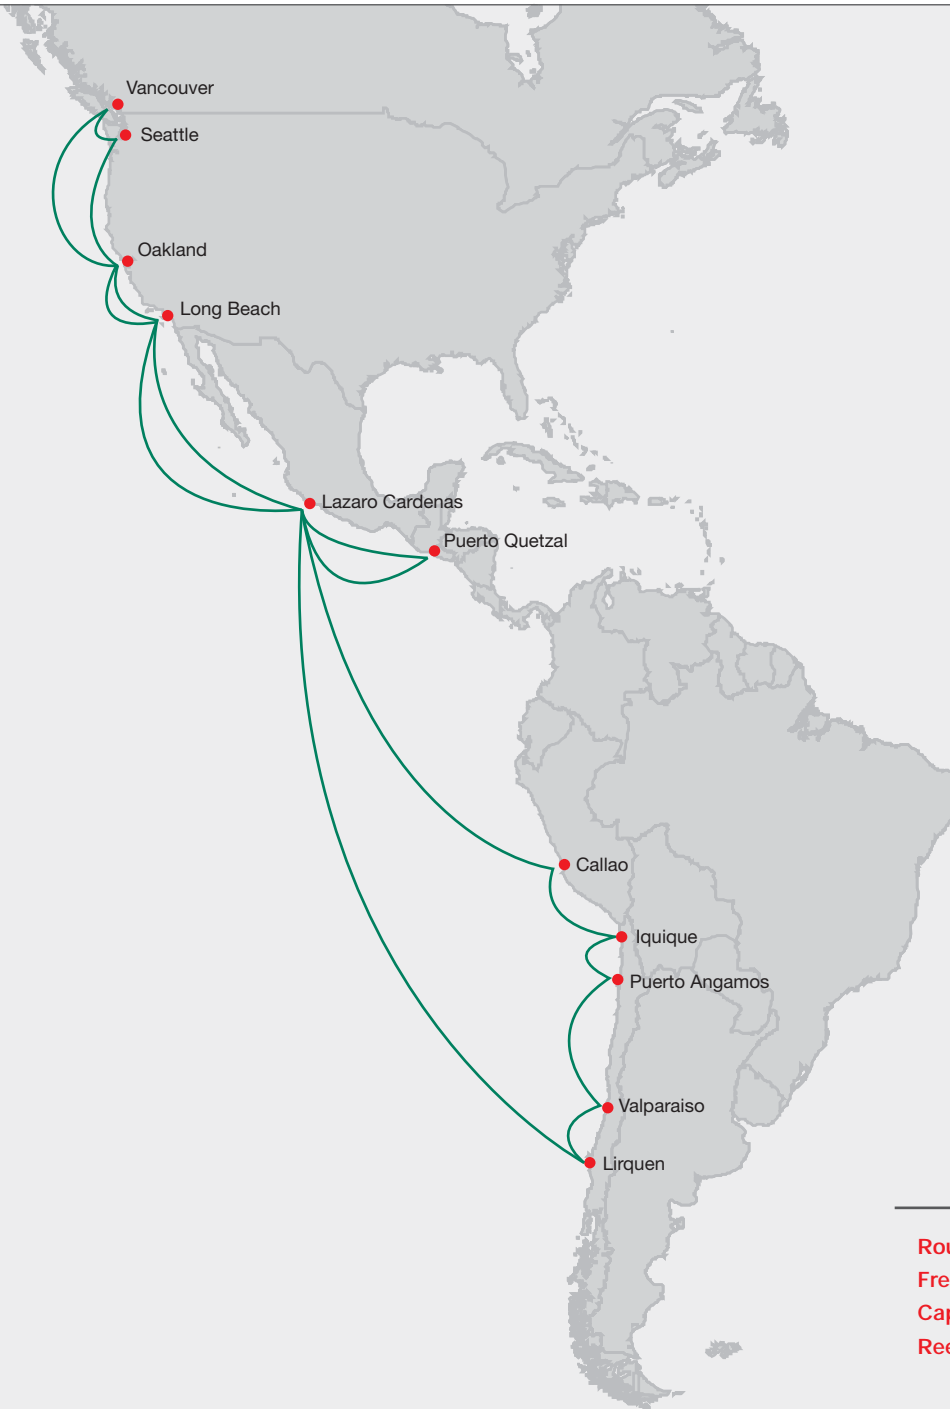 Vancouver
Seattle
Oakland
Long Beach
Lazaro Cardenas
Puerto Quetzal
Callao
Iquique
Puerto Angamos
Valparaiso
Lirquen